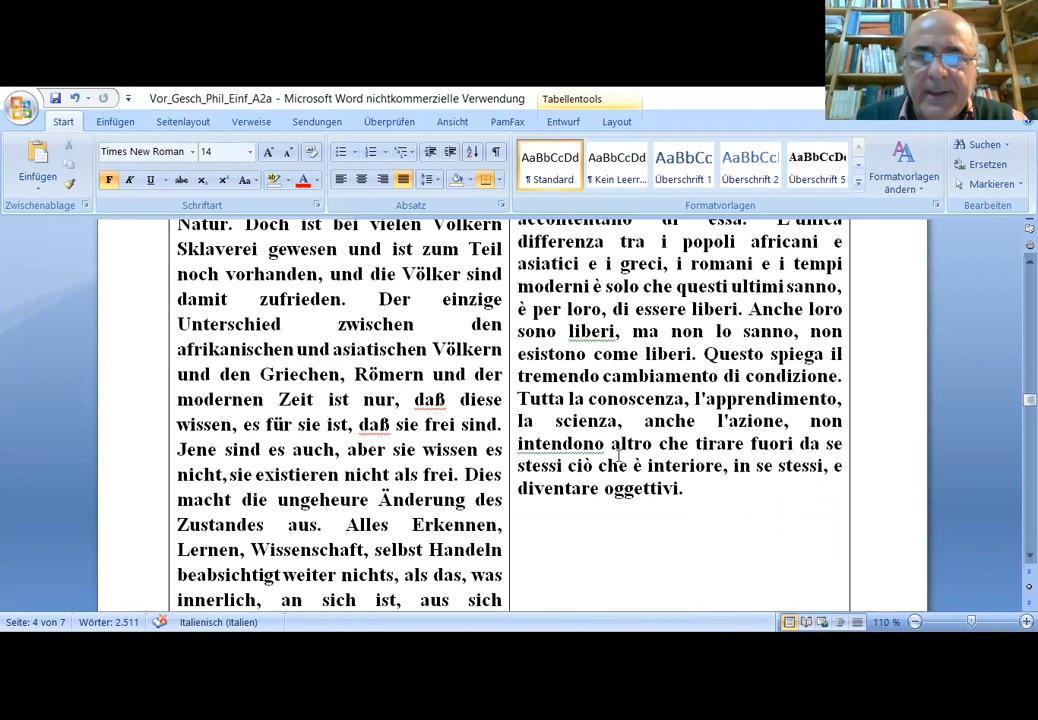 Vor_Gesch_Phil_Einf_A2a - Microsoft Word nichtkommerzielle Verwendung
Tabellentools
Start Einfügen Seitenlayout Verweise Sendungen Überprüfen Ansicht PamFax Entwurf Layout
Einfügen
Zwischenablage
Times New Roman 14
F K U abc X₂ X² Aa A
Schriftart
Absatz
AaBbCcDd AaBbCcDd AaBbCc AaBbCcI AaBbCcDc
¶ Standard ¶ Kein Leerr... Überschrift 1 Überschrift 2 Überschrift 5
Formatvorlagen ändern
Formatvorlagen
Suchen
Ersetzen
Markieren
Bearbeiten
Natur. Doch ist bei vielen Völkern
Sklaverei gewesen und ist zum Teil
noch vorhanden, und die Völker sind
damit zufrieden. Der einzige
Unterschied zwischen den
afrikanischen und asiatischen Völkern
und den Griechen, Römern und der
modernen Zeit ist nur, daß diese
wissen, es für sie ist, daß sie frei sind.
Jene sind es auch, aber sie wissen es
nicht, sie existieren nicht als frei. Dies
macht die ungeheure Änderung des
Zustandes aus. Alles Erkennen,
Lernen, Wissenschaft, selbst Handeln
beabsichtigt weiter nichts, als das, was
innerlich, an sich ist, aus sich
accontentano di essa. L'unica
differenza tra i popoli africani e
asiatici e i greci, i romani e i tempi
moderni è solo che questi ultimi sanno,
è per loro, di essere liberi. Anche loro
sono liberi, ma non lo sanno, non
esistono come liberi. Questo spiega il
tremendo cambiamento di condizione.
Tutta la conoscenza, l'apprendimento,
la scienza, anche l'azione, non
intendono altro che tirare fuori da se
stessi ciò che è interiore, in se stessi, e
diventare oggettivi.
Seite: 4 von 7 Wörter: 2.511 Italienisch (Italien) 110 %